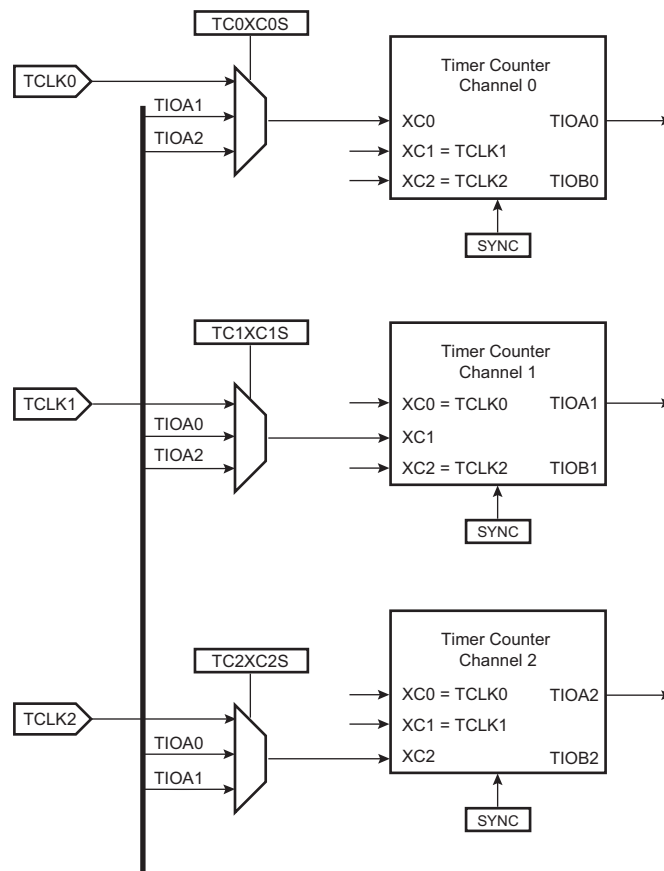 TC0XC0S
TCLK0
TIOA1
TIOA2
Timer Counter
Channel 0
XC0
TIOA0
XC1 = TCLK1
XC2 = TCLK2
TIOB0
SYNC
TC1XC1S
TCLK1
TIOA0
TIOA2
Timer Counter
Channel 1
XC0 = TCLK0
TIOA1
XC1
XC2 = TCLK2
TIOB1
SYNC
TC2XC2S
TCLK2
TIOA0
TIOA1
Timer Counter
Channel 2
XC0 = TCLK0
TIOA2
XC1 = TCLK1
XC2
TIOB2
SYNC